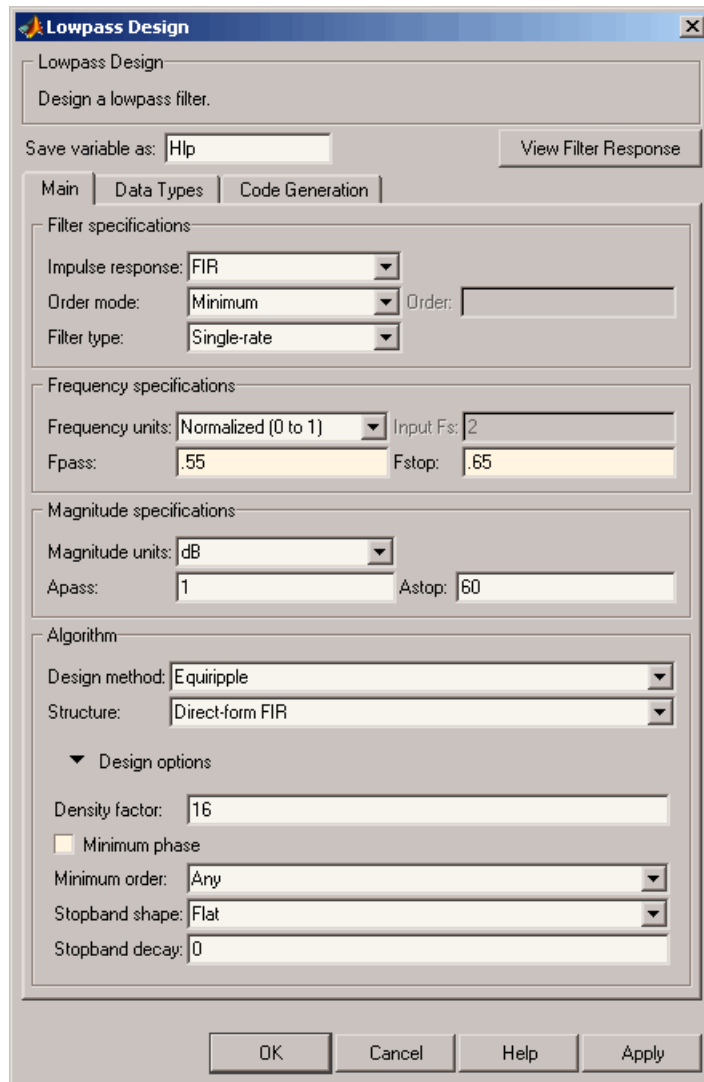 Lowpass Design
Lowpass Design
Design a lowpass filter.
Save variable as: Hlp View Filter Response
Main Data Types Code Generation
Filter specifications
Impulse response: FIR
Order mode: Minimum Order:
Filter type: Single-rate
Frequency specifications
Frequency units: Normalized (0 to 1) Input Fs: 2
Fpass: .55 Fstop: .65
Magnitude specifications
Magnitude units: dB
Apass: 1 Astop: 60
Algorithm
Design method: Equiripple
Structure: Direct-form FIR
Design options
Density factor: 16
Minimum phase
Minimum order: Any
Stopband shape: Flat
Stopband decay: 0
OK Cancel Help Apply